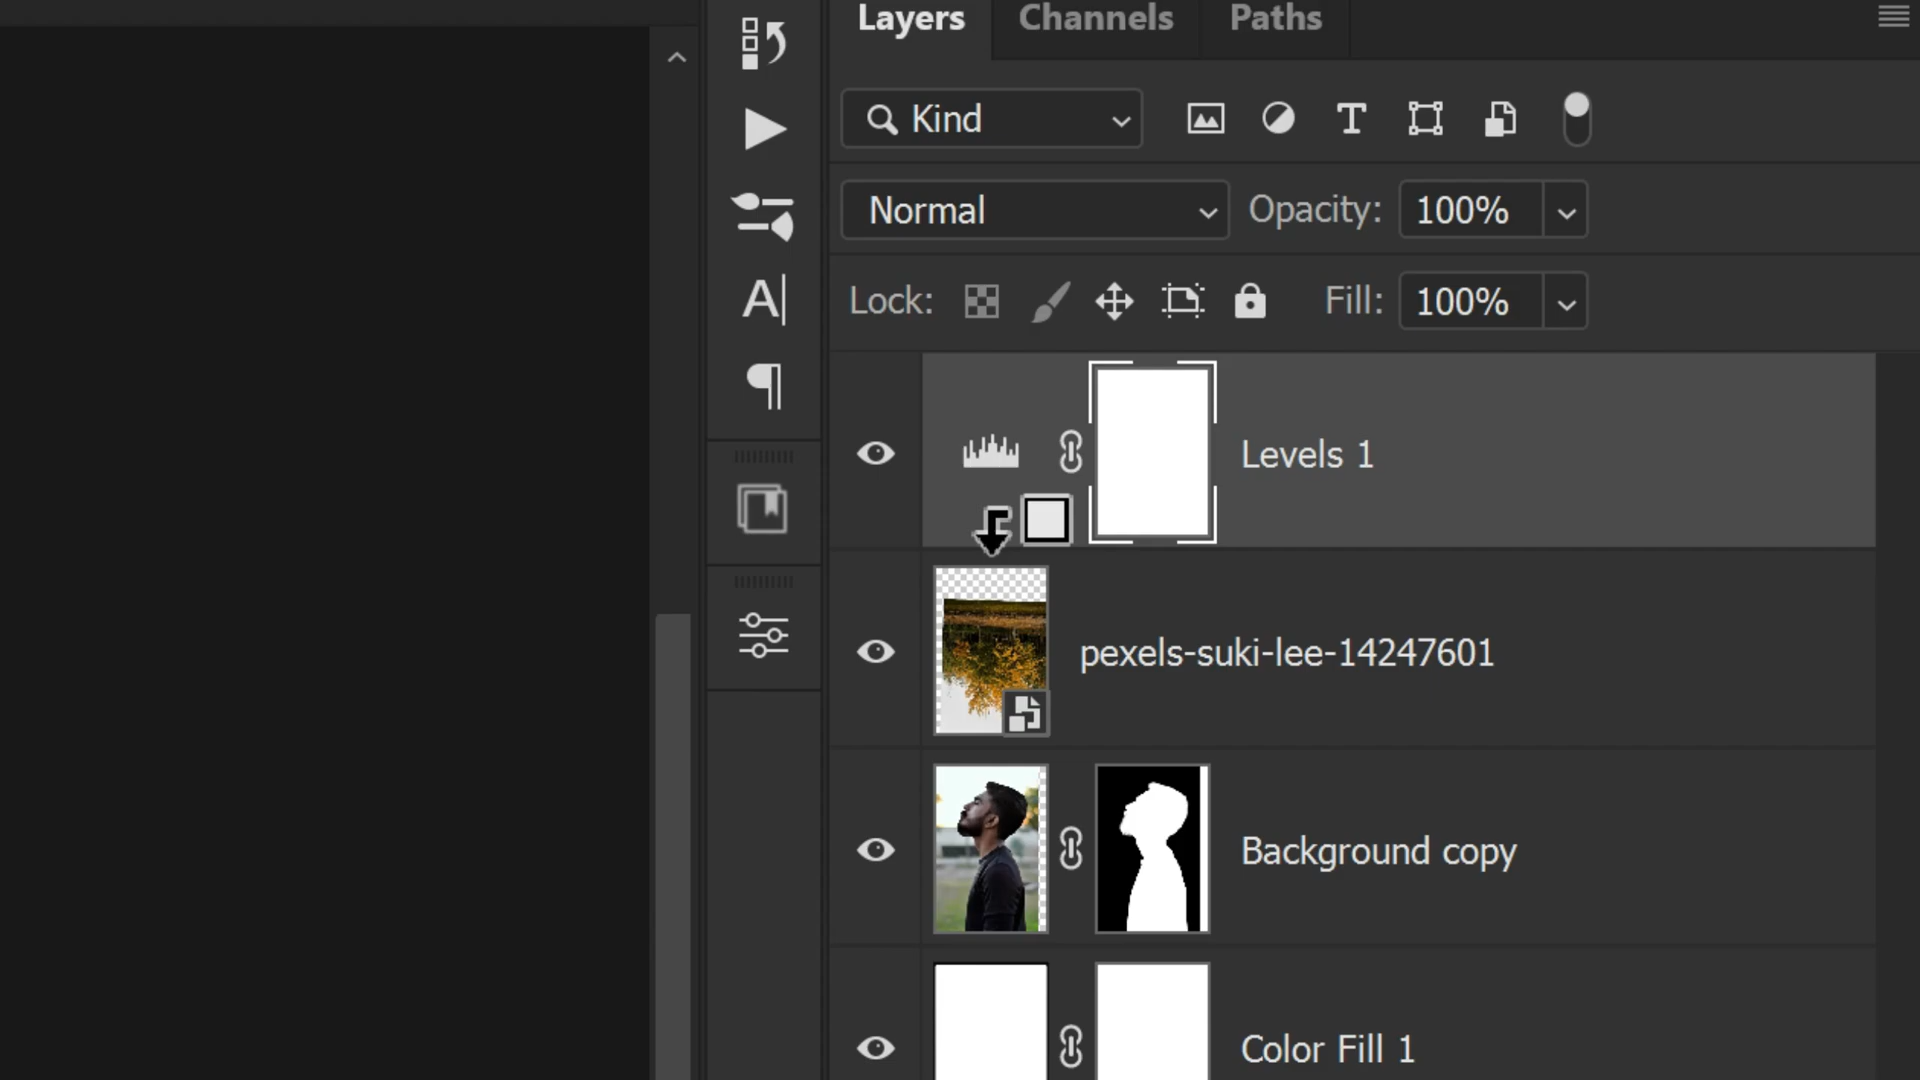 Layers Channels Paths
Kind
Normal Opacity: 100%
Lock: Fill: 100%
Levels 1
pexels-suki-lee-14247601
Background copy
Color Fill 1